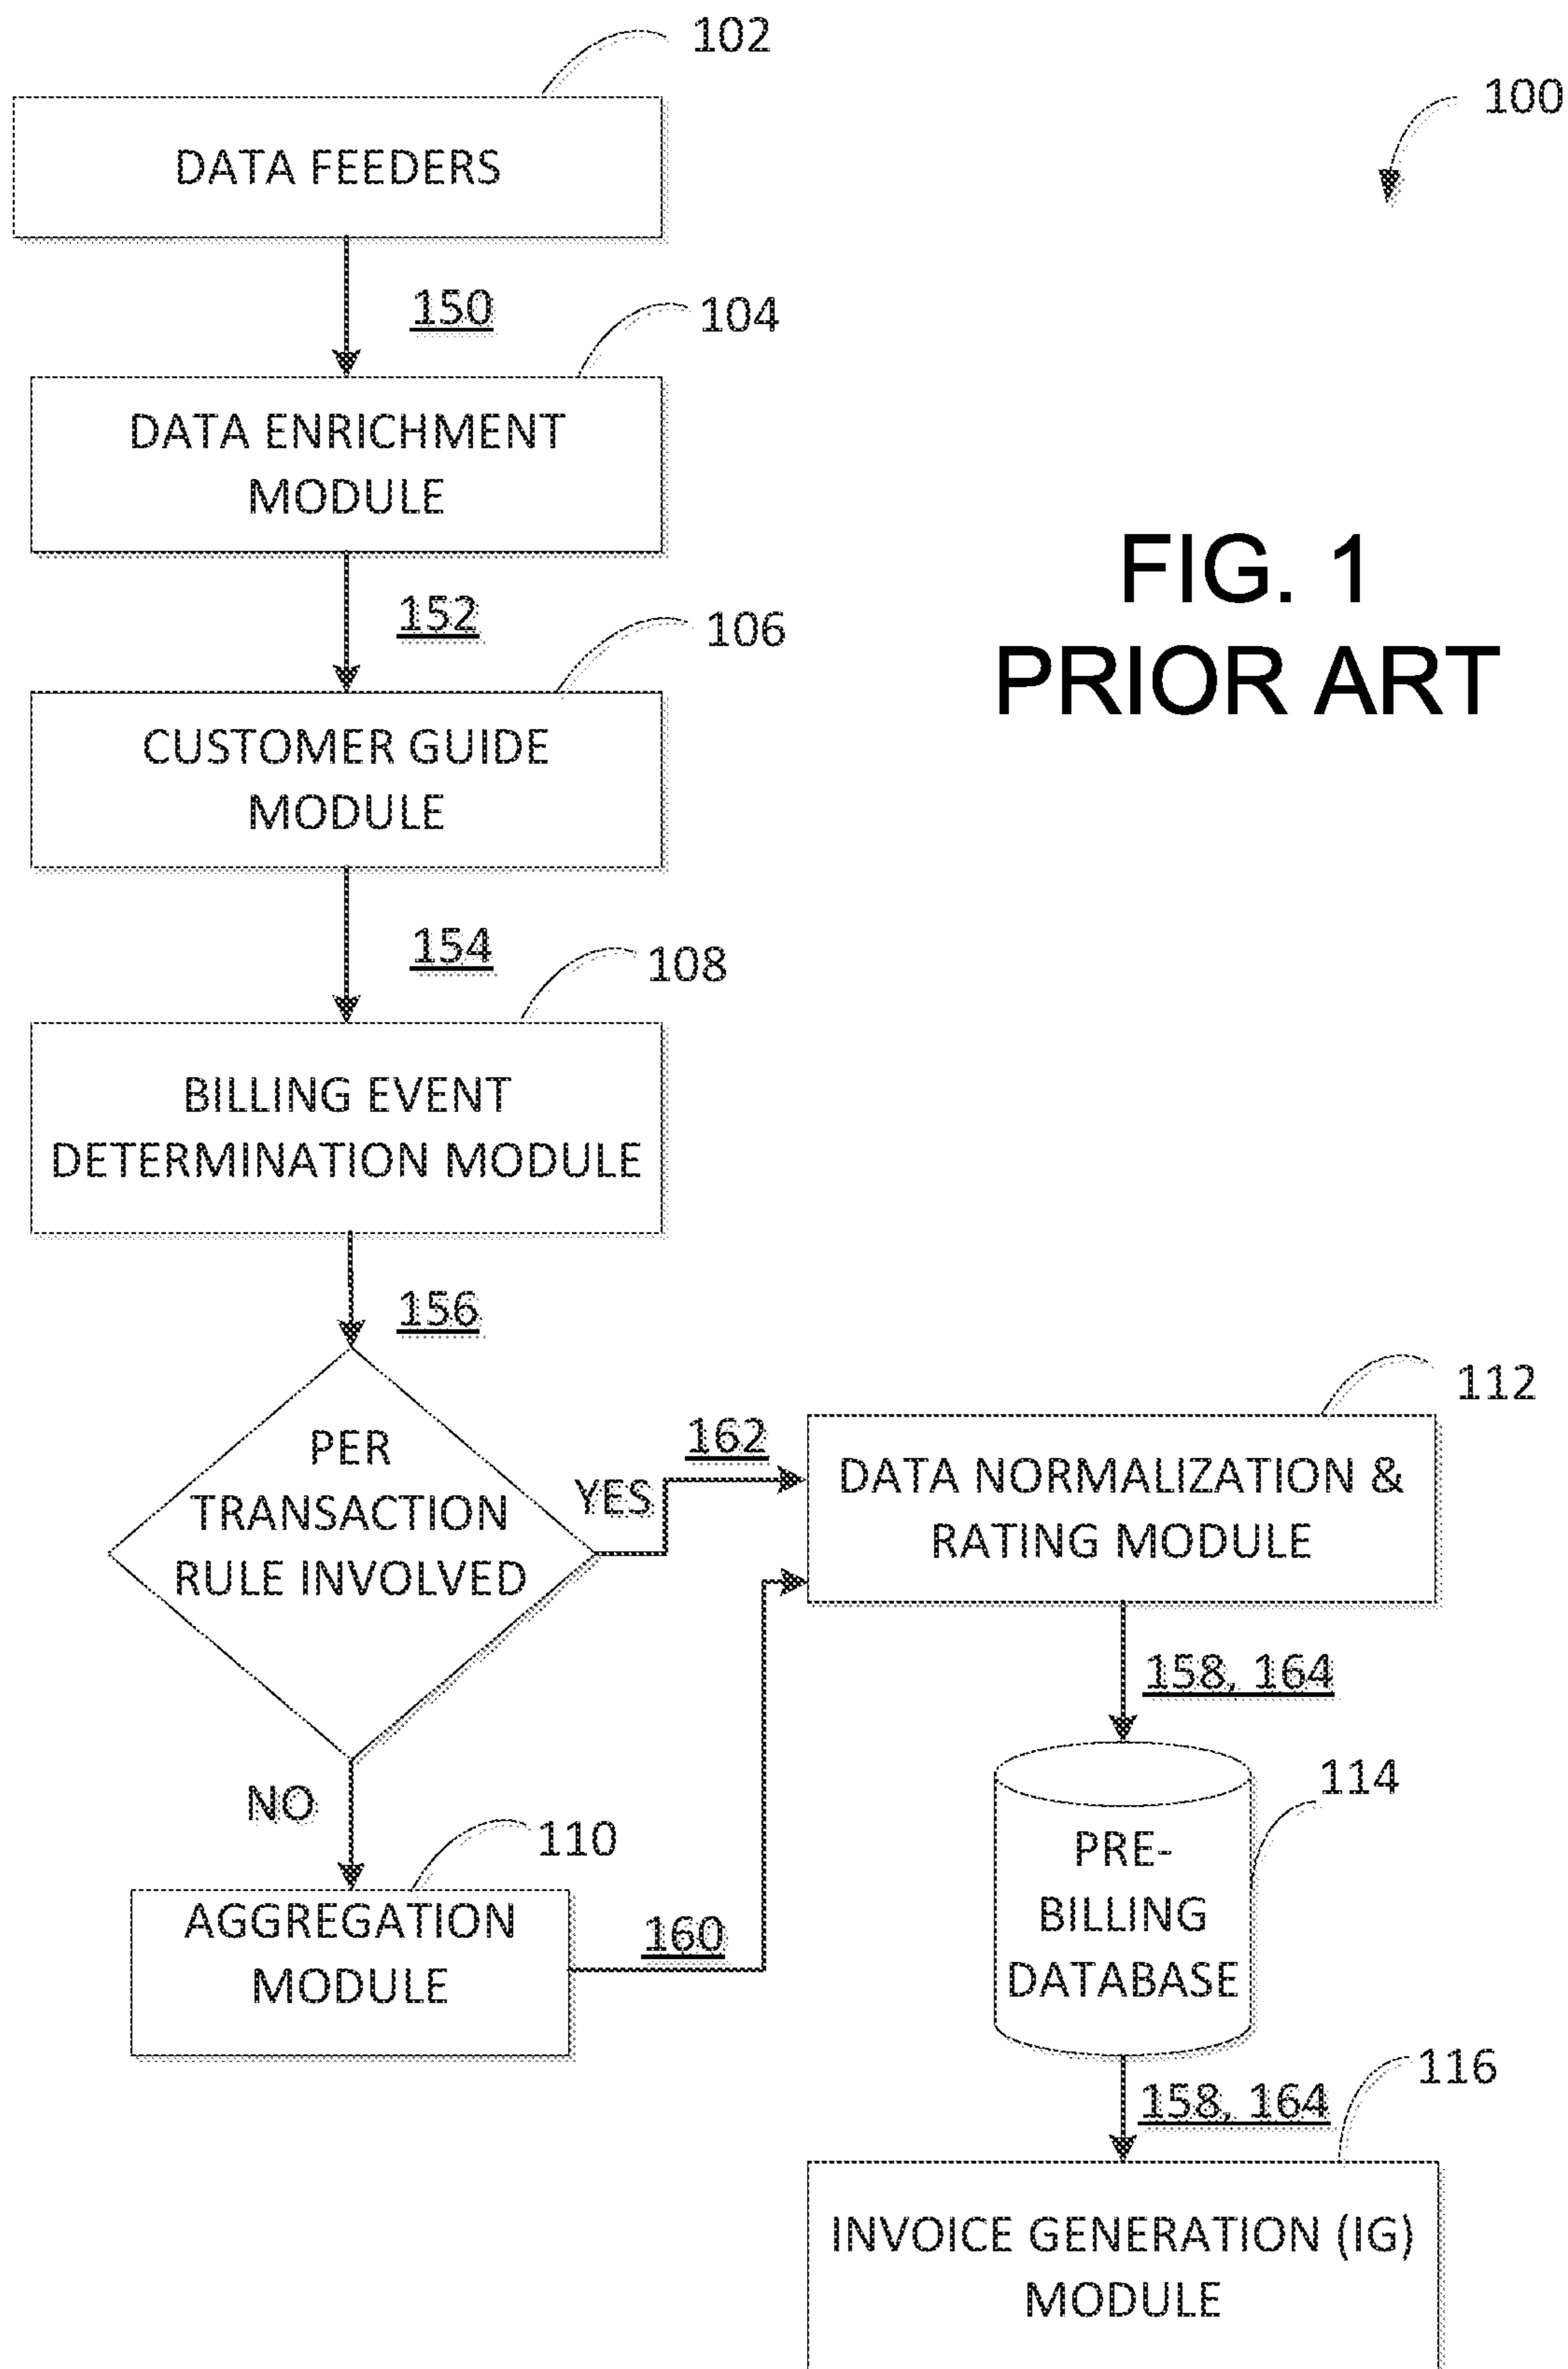 102
100
DATA FEEDERS
150
104
DATA ENRICHMENT
MODULE
FIG. 1
PRIOR ART
152
106
CUSTOMER GUIDE
MODULE
154
108
BILLING EVENT
DETERMINATION MODULE
156
PER
TRANSACTION
RULE INVOLVED
YES
162
112
DATA NORMALIZATION &
RATING MODULE
158, 164
NO
110
AGGREGATION
MODULE
160
114
PRE-
BILLING
DATABASE
158, 164
116
INVOICE GENERATION (IG)
MODULE